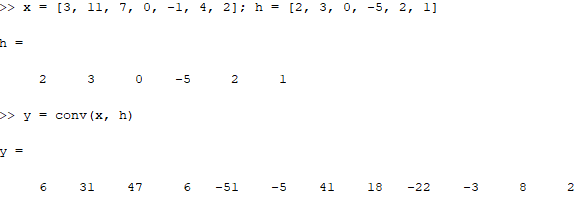 >> x = [3, 11, 7, 0, -1, 4, 2]; h = [2, 3, 0, -5, 2, 1]
h =
2 3 0 -5 2 1
>> y = conv(x, h)
y =
6 31 47 6 -51 -5 41 18 -22 -3 8 2